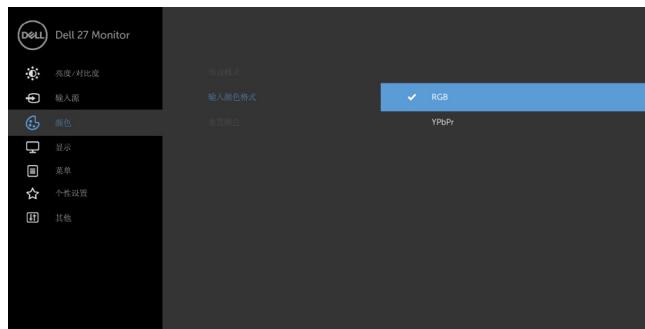 DELL Dell 27 Monitor
亮度/对比度
预设模式
输入源
输入颜色格式
RGB
颜色
重置颜色
YPbPr
显示
菜单
个性设置
其他